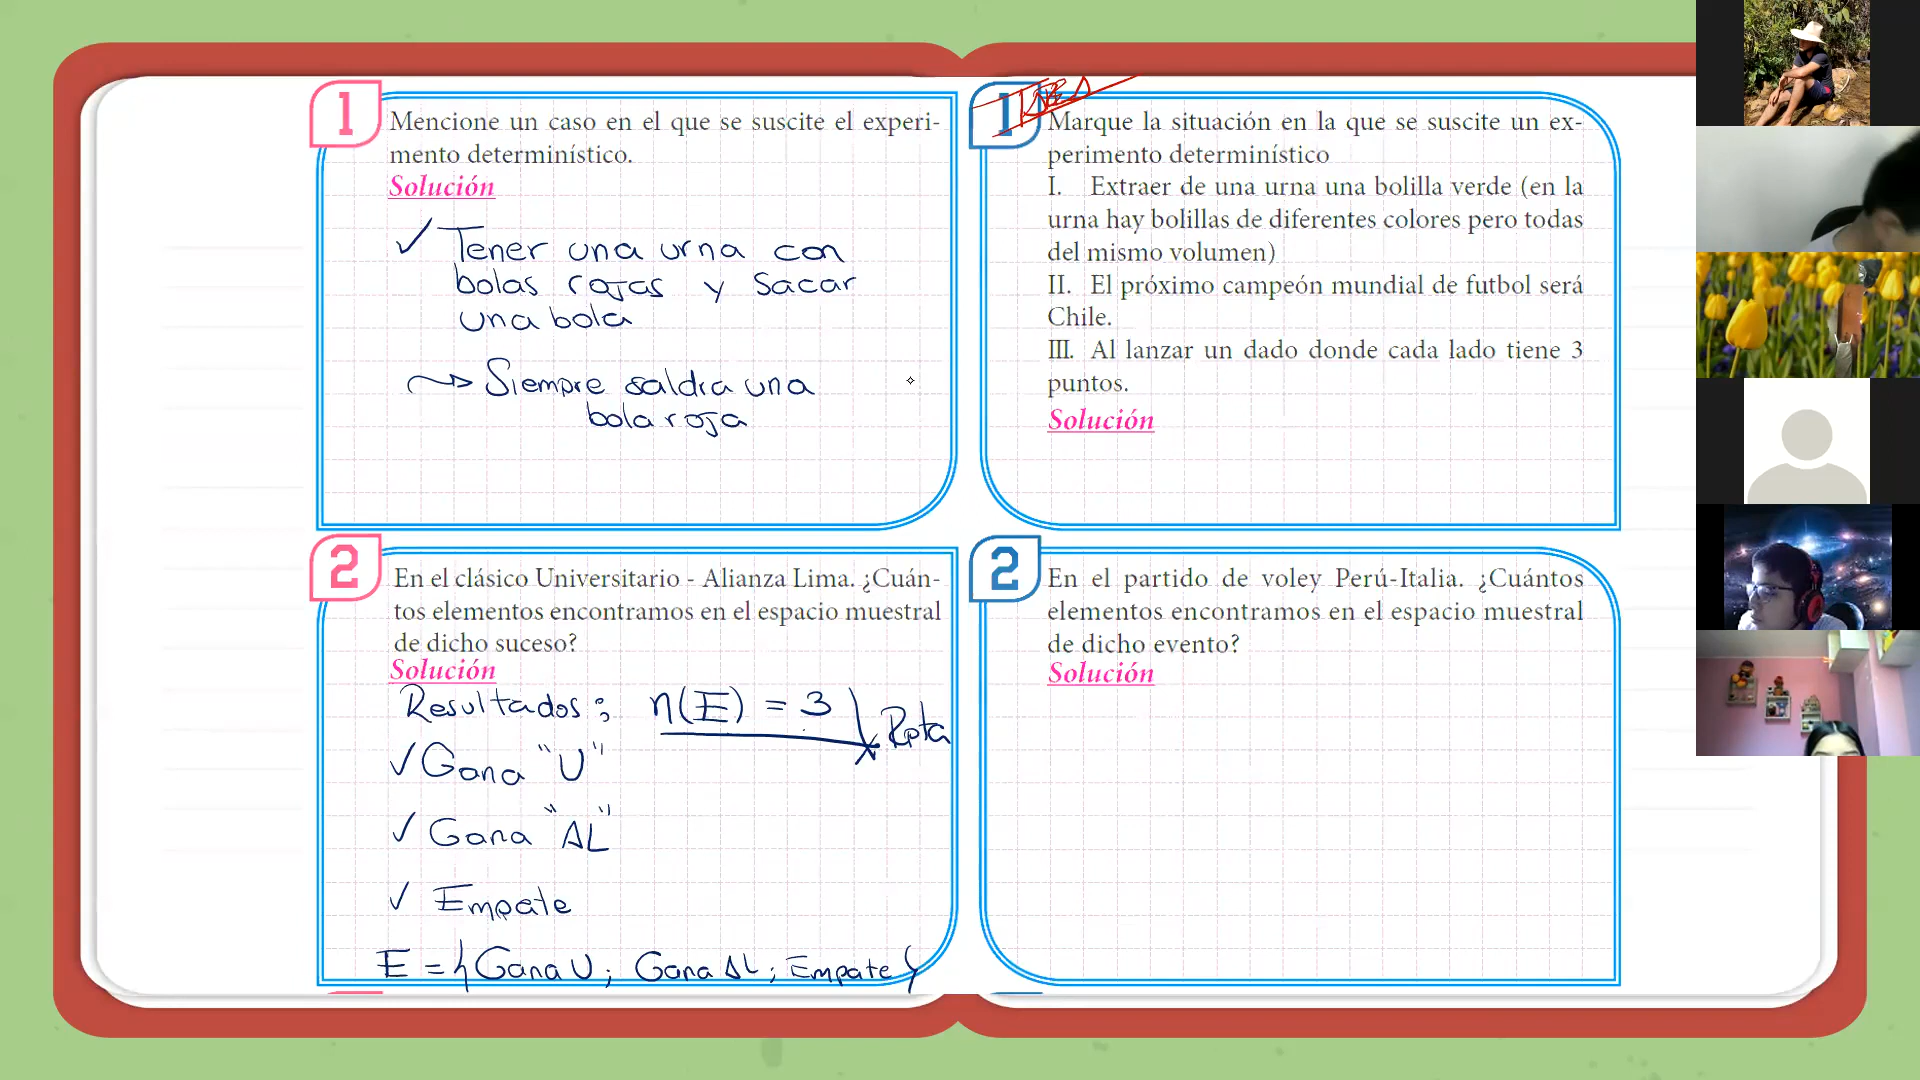 1
Mencione un caso en el que se suscite el experi-
mento determinístico.
Solución
✓ Tener una urna con
bolas rojas y sacar
una bola
Siempre saldra una
bola roja
1
Marque la situación en la que se suscite un ex-
perimento determinístico
I. Extraer de una urna una bolilla verde (en la
urna hay bolillas de diferentes colores pero todas
del mismo volumen)
II. El próximo campeón mundial de futbol será
Chile.
III. Al lanzar un dado donde cada lado tiene 3
puntos.
Solución
2
En el clásico Universitario - Alianza Lima. ¿Cuán-
tos elementos encontramos en el espacio muestral
de dicho suceso?
Solución
Resultados: n(E) = 3 Rpta
✓ Gana "U"
✓ Gana "AL"
✓ Empate
E = { Gana U ; Gana AL ; Empate }
2
En el partido de voley Perú-Italia. ¿Cuántos
elementos encontramos en el espacio muestral
de dicho evento?
Solución